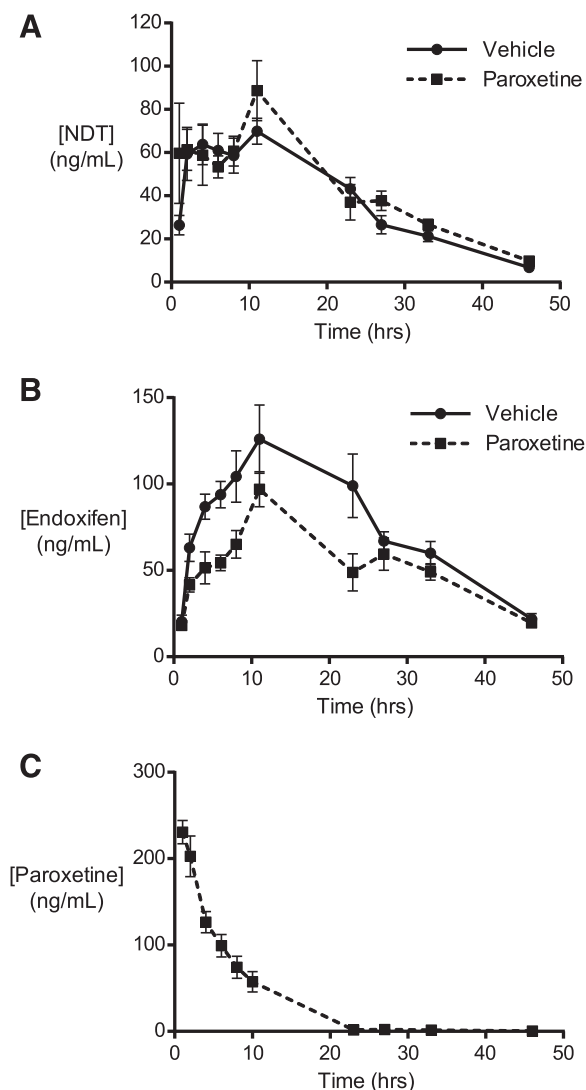 A
120
100
80
60
40
20
0
[NDT]
(ng/mL)
Vehicle
Paroxetine
0 10 20 30 40 50
Time (hrs)
B
150
100
50
0
[Endoxifen]
(ng/mL)
Vehicle
Paroxetine
0 10 20 30 40 50
Time (hrs)
C
300
200
100
0
[Paroxetine]
(ng/mL)
0 10 20 30 40 50
Time (hrs)